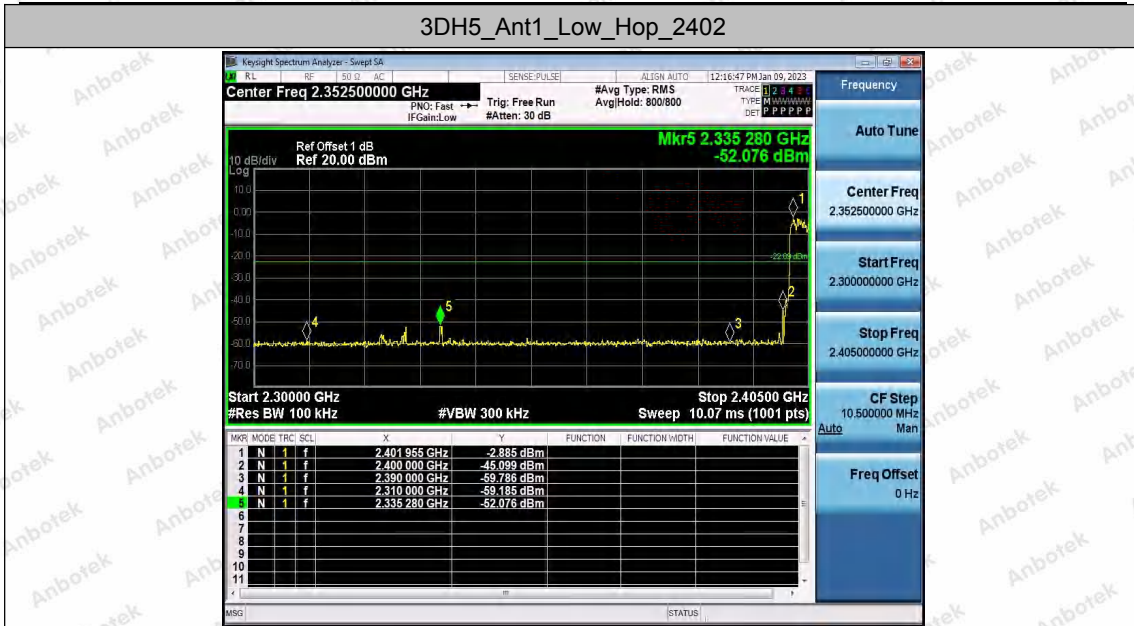 3DH5_Ant1_Low_Hop_2402
Keysight Spectrum Analyzer - Swept SA
RL RF 50 Ω AC SENSE:PULSE ALIGN AUTO 12:16:47 PM Jan 09, 2023
Center Freq 2.352500000 GHz
PNO: Fast
IFGain:Low
Trig: Free Run
#Atten: 30 dB
#Avg Type: RMS
Avg|Hold: 800/800
TRACE 1 2 3 4 5 6
TYPE M W W W W W
DET P P P P P P
Ref Offset 1 dB
Ref 20.00 dBm
10 dB/div
Log
Mkr5 2.335 280 GHz
-52.076 dBm
10.0
0.00
-10.0
-20.0
-30.0
-40.0
-50.0
-60.0
-70.0
1
2
3
4
5
Start 2.30000 GHz
Stop 2.40500 GHz
#Res BW 100 kHz
#VBW 300 kHz
Sweep 10.07 ms (1001 pts)
MKR MODE TRC SCL X Y FUNCTION FUNCTION WIDTH FUNCTION VALUE
1 N 1 f 2.401 955 GHz -2.885 dBm
2 N 1 f 2.400 000 GHz -45.099 dBm
3 N 1 f 2.390 000 GHz -59.786 dBm
4 N 1 f 2.310 000 GHz -59.185 dBm
5 N 1 f 2.335 280 GHz -52.076 dBm
6
7
8
9
10
11
MSG
STATUS
Frequency
Auto Tune
Center Freq
2.352500000 GHz
Start Freq
2.300000000 GHz
Stop Freq
2.405000000 GHz
CF Step
10.500000 MHz
Auto Man
Freq Offset
0 Hz
Anbotek